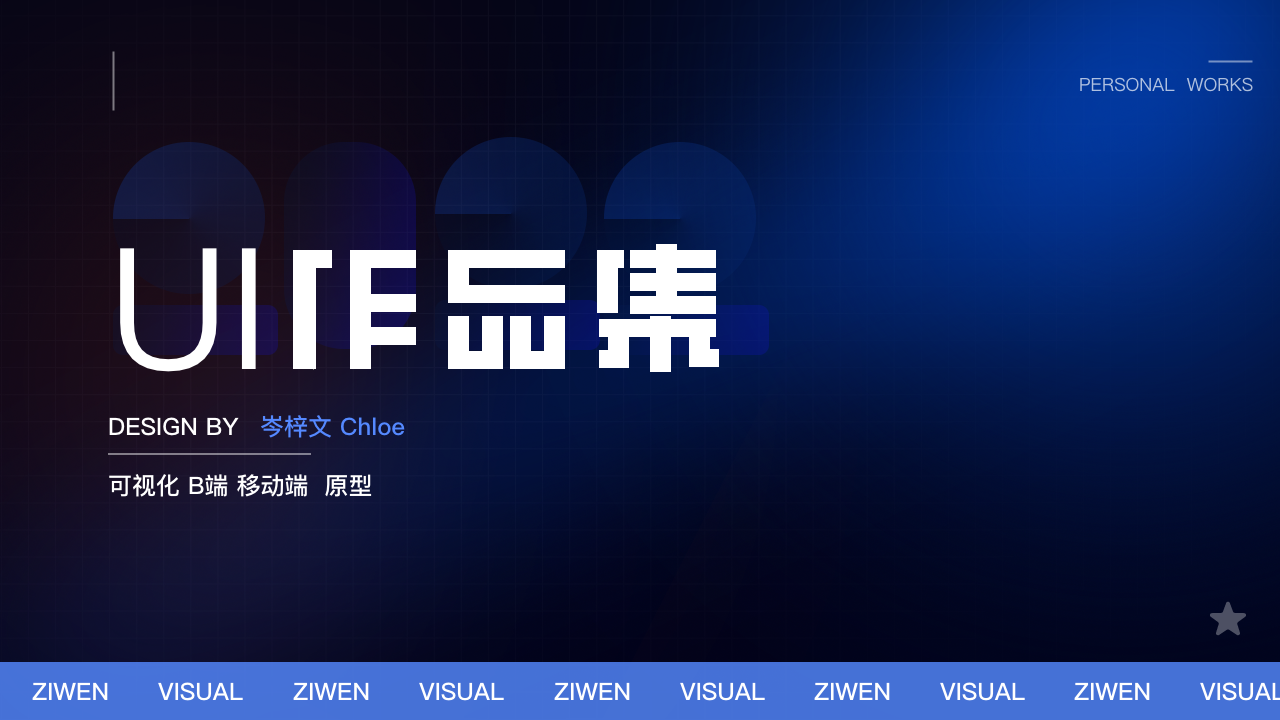 PERSONAL WORKS
2022
UI作品集
DESIGN BY 岑梓文 Chloe
可视化 B端 移动端 原型
ZIWEN VISUAL ZIWEN VISUAL ZIWEN VISUAL ZIWEN VISUAL ZIWEN VISUAL